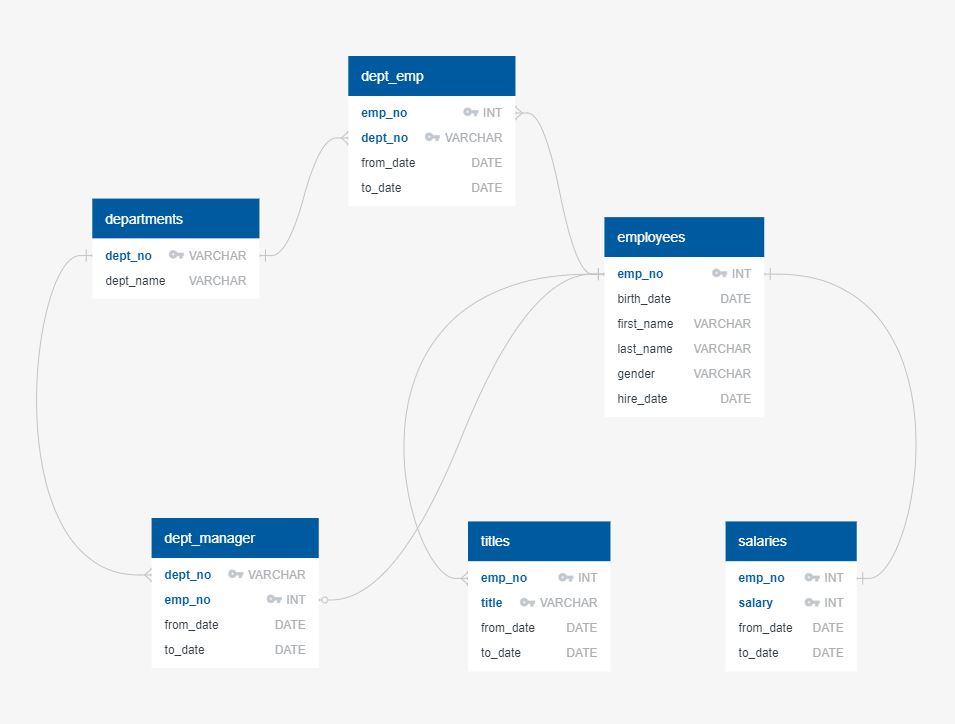 dept_emp
emp_no INT
dept_no VARCHAR
from_date DATE
to_date DATE
departments
dept_no VARCHAR
dept_name VARCHAR
employees
emp_no INT
birth_date DATE
first_name VARCHAR
last_name VARCHAR
gender VARCHAR
hire_date DATE
dept_manager
dept_no VARCHAR
emp_no INT
from_date DATE
to_date DATE
titles
emp_no INT
title VARCHAR
from_date DATE
to_date DATE
salaries
emp_no INT
salary INT
from_date DATE
to_date DATE